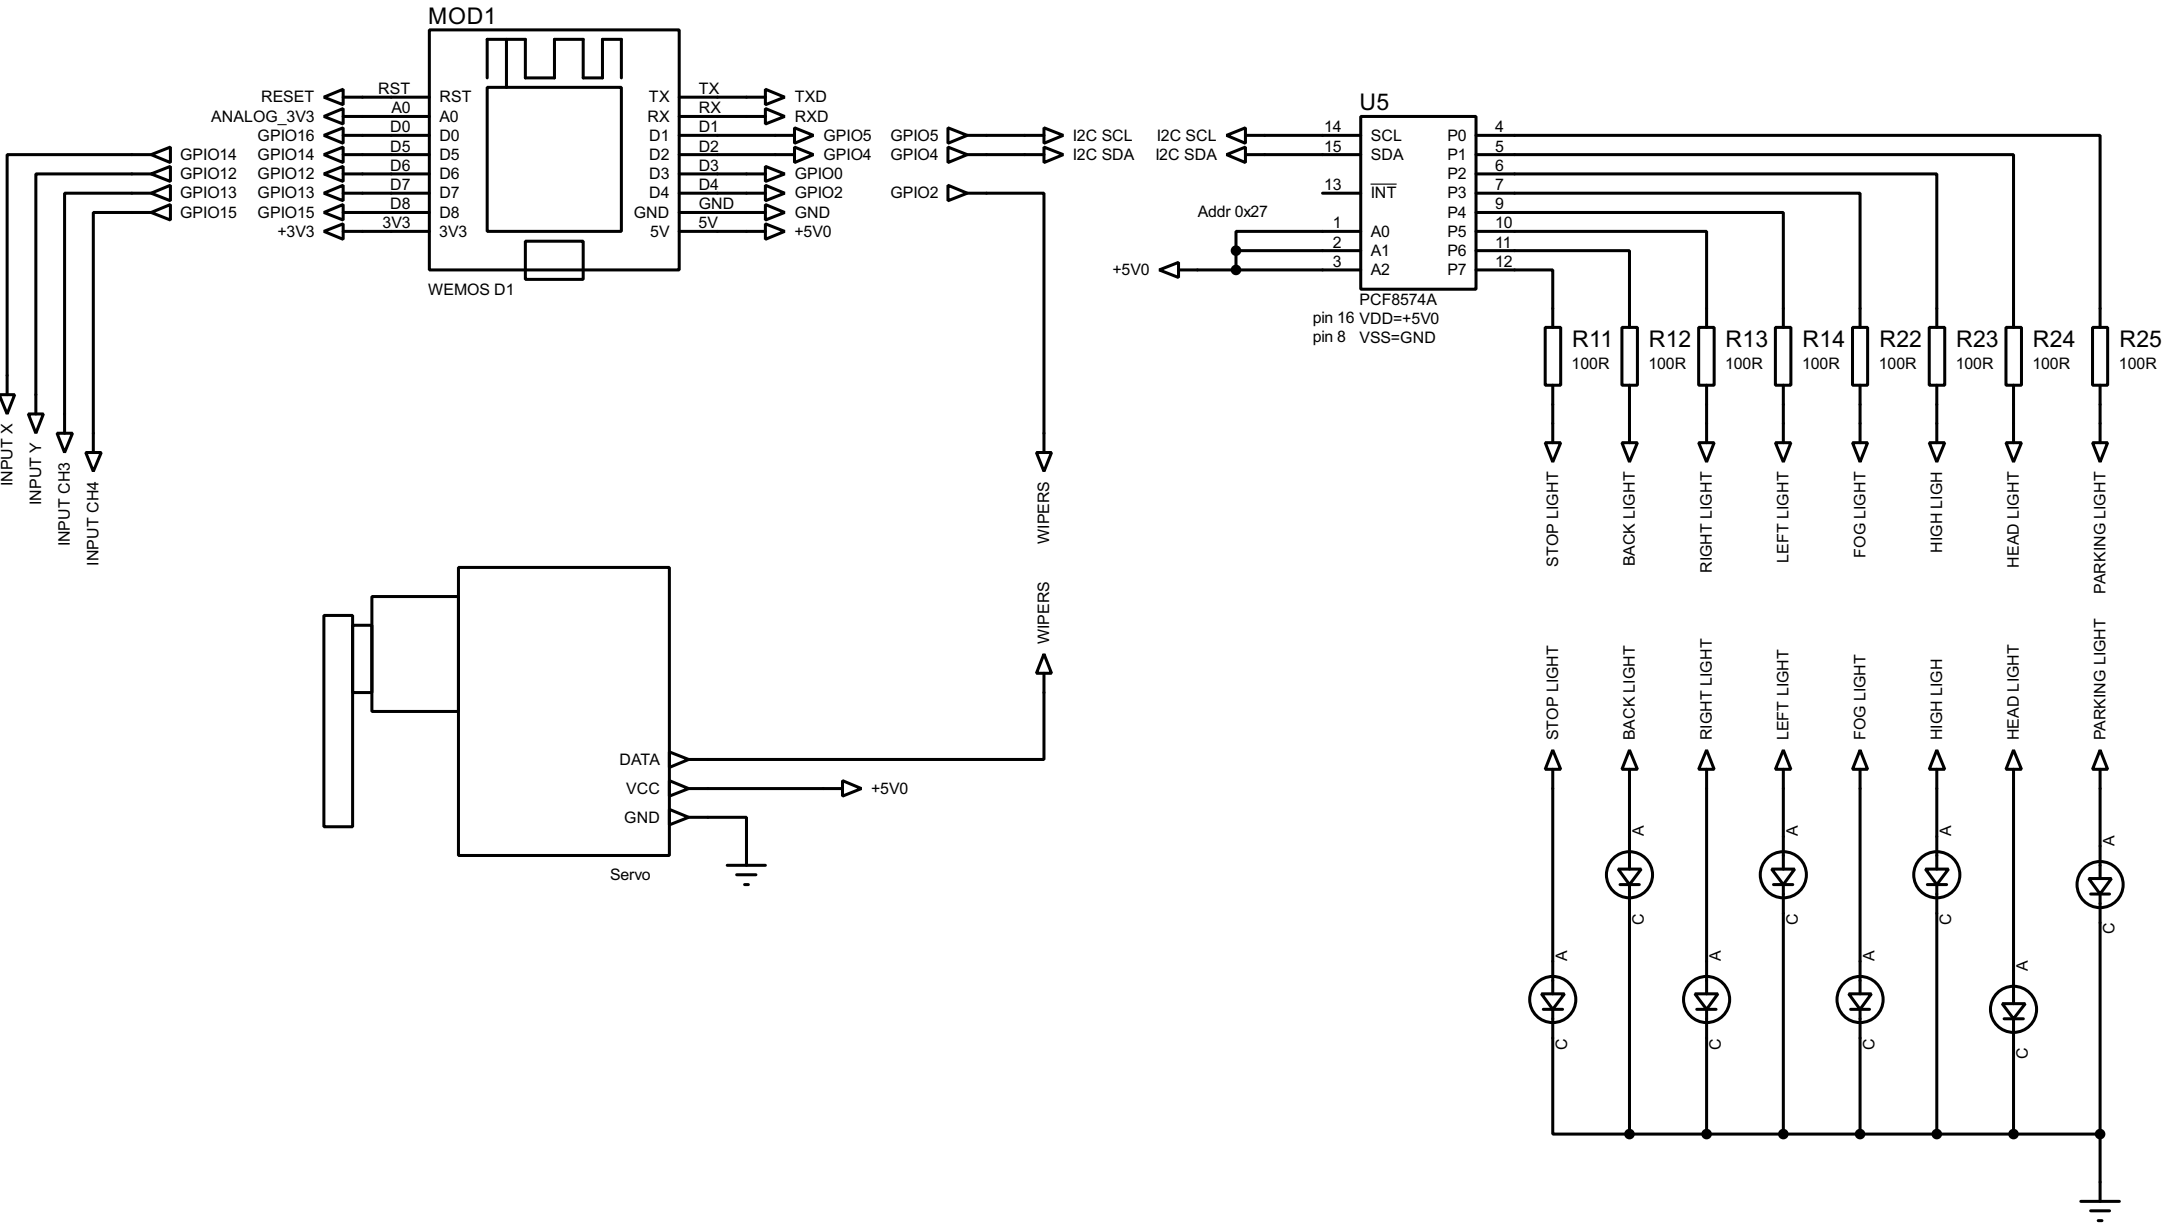 MOD1
RESET RST RST TX TX TXD
ANALOG_3V3 A0 A0 RX RX RXD
GPIO16 D0 D0 D1 D1 GPIO5 GPIO5 I2C SCL
GPIO14 GPIO14 D5 D5 D2 D2 GPIO4 GPIO4 I2C SDA
GPIO12 GPIO12 D6 D6 D3 D3 GPIO0
GPIO13 GPIO13 D7 D7 D4 D4 GPIO2 GPIO2
GPIO15 GPIO15 D8 D8 GND GND GND
+3V3 3V3 3V3 5V 5V +5V0
WEMOS D1
INPUT X
INPUT Y
INPUT CH3
INPUT CH4
WIPERS
WIPERS
DATA
VCC +5V0
GND
Servo
U5
I2C SCL 14 SCL P0 4
I2C SDA 15 SDA P1 5
P2 6
13 INT P3 7
Addr 0x27 P4 9
1 A0 P5 10
2 A1 P6 11
+5V0 3 A2 P7 12
PCF8574A
pin 16 VDD=+5V0
pin 8 VSS=GND
R11 R12 R13 R14 R22 R23 R24 R25
100R 100R 100R 100R 100R 100R 100R 100R
STOP LIGHT
BACK LIGHT
RIGHT LIGHT
LEFT LIGHT
FOG LIGHT
HIGH LIGH
HEAD LIGHT
PARKING LIGHT
STOP LIGHT
BACK LIGHT
RIGHT LIGHT
LEFT LIGHT
FOG LIGHT
HIGH LIGH
HEAD LIGHT
PARKING LIGHT
A A A A
C C C C
A A A A
C C C C